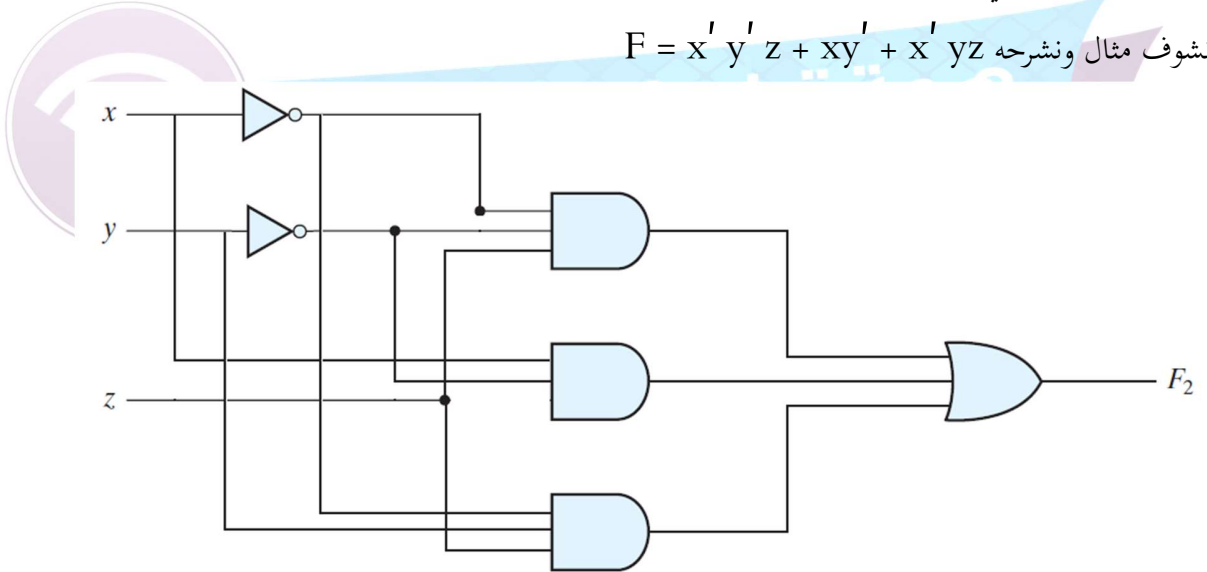 نشوف مثال ونشرحه F = x' y' z + xy' + x' yz
x
y
z
F2